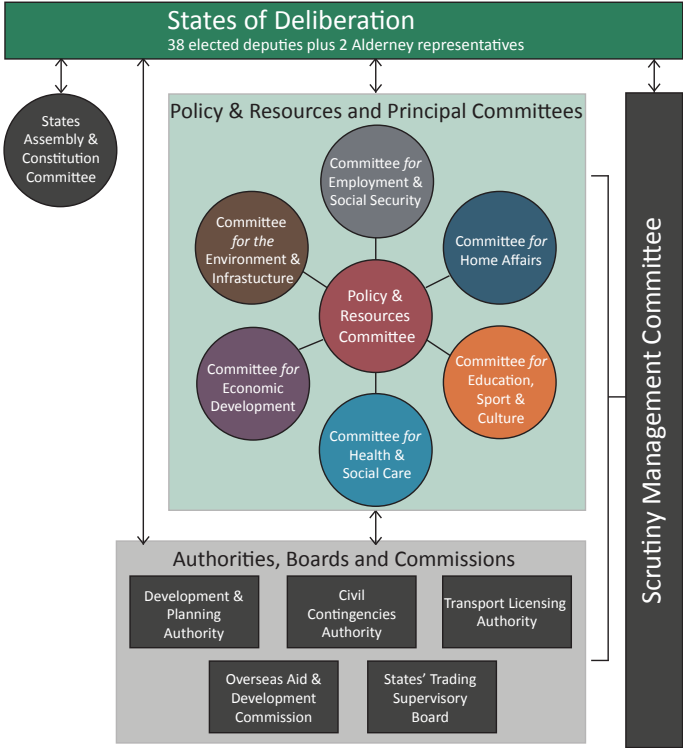 States of Deliberation
38 elected deputies plus 2 Alderney representatives
States
Assembly &
Constitution
Committee
Policy & Resources and Principal Committees
Committee for
Employment &
Social Security
Committee
for the
Environment &
Infrastucture
Committee for
Home Affairs
Policy &
Resources
Committee
Committee for
Economic
Development
Committee for
Education,
Sport &
Culture
Committee for
Health &
Social Care
Scrutiny Management Committee
Authorities, Boards and Commissions
Development &
Planning
Authority
Civil
Contingencies
Authority
Transport Licensing
Authority
Overseas Aid &
Development
Commission
States' Trading
Supervisory
Board